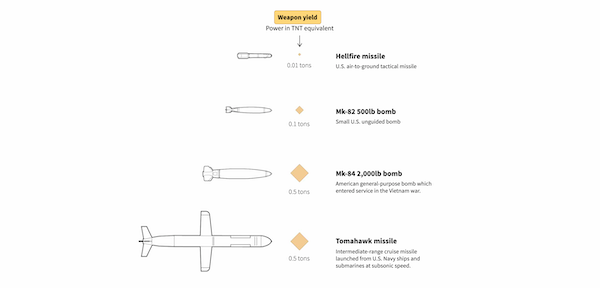 Weapon yield
Power in TNT equivalent
0.01 tons
Hellfire missile
U.S. air-to-ground tactical missile
0.1 tons
Mk-82 500lb bomb
Small U.S. unguided bomb
0.5 tons
Mk-84 2,000lb bomb
American general-purpose bomb which
entered service in the Vietnam war.
0.5 tons
Tomahawk missile
Intermediate-range cruise missile
launched from U.S. Navy ships and
submarines at subsonic speed.